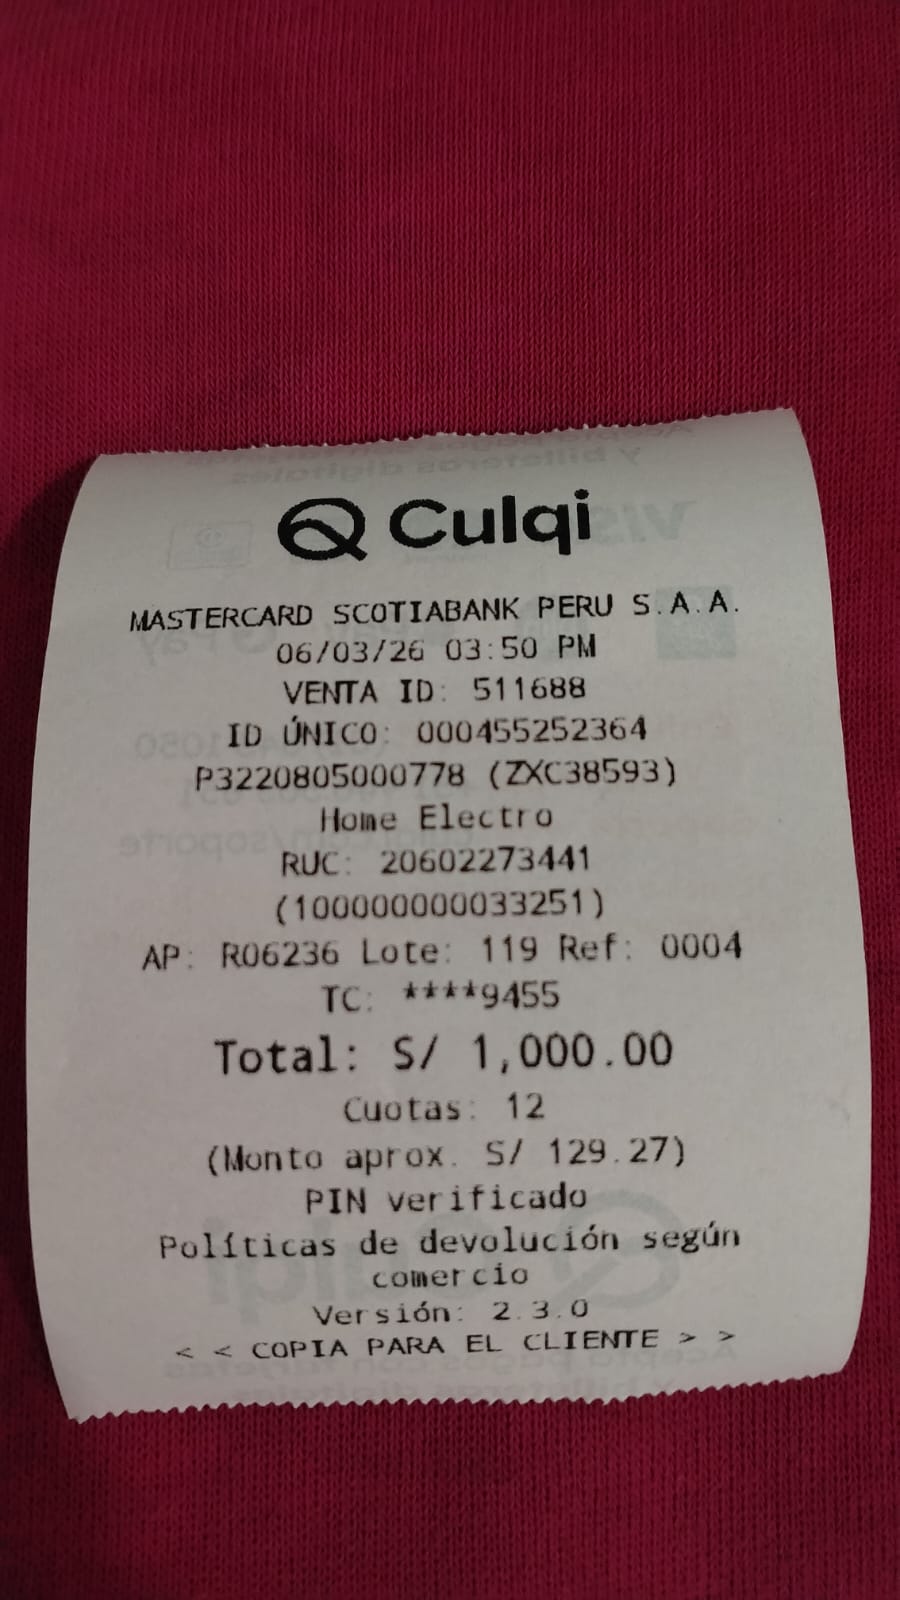 Culqi
MASTERCARD SCOTIABANK PERU S.A.A.
06/03/26 03:50 PM
VENTA ID: 511688
ID ÚNICO: 000455252364
P3220805000778 (ZXC38593)
Home Electro
RUC: 20602273441
(100000000033251)
AP: R06236 Lote: 119 Ref: 0004
TC: ****9455
Total: S/ 1,000.00
Cuotas: 12
(Monto aprox. S/ 129.27)
PIN verificado
Políticas de devolución según
comercio
Versión: 2.3.0
< < COPIA PARA EL CLIENTE > >